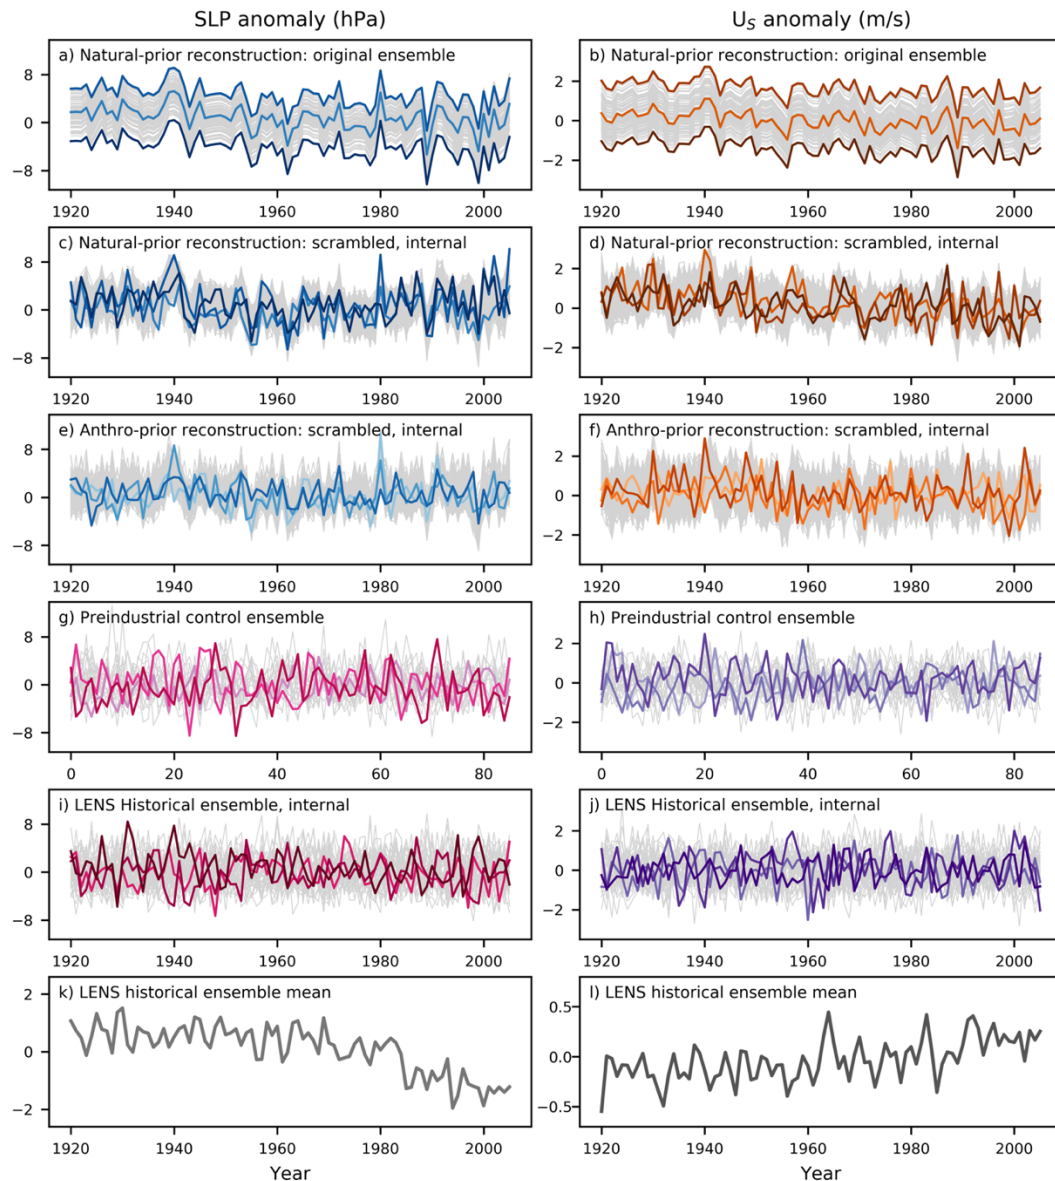 SLP anomaly (hPa)
U_S anomaly (m/s)
a) Natural-prior reconstruction: original ensemble
8
0
−8
1920 1940 1960 1980 2000
b) Natural-prior reconstruction: original ensemble
2
0
−2
1920 1940 1960 1980 2000
c) Natural-prior reconstruction: scrambled, internal
8
0
−8
1920 1940 1960 1980 2000
d) Natural-prior reconstruction: scrambled, internal
2
0
−2
1920 1940 1960 1980 2000
e) Anthro-prior reconstruction: scrambled, internal
8
0
−8
1920 1940 1960 1980 2000
f) Anthro-prior reconstruction: scrambled, internal
2
0
−2
1920 1940 1960 1980 2000
g) Preindustrial control ensemble
8
0
−8
0 20 40 60 80
h) Preindustrial control ensemble
2
0
−2
0 20 40 60 80
i) LENS Historical ensemble, internal
8
0
−8
1920 1940 1960 1980 2000
j) LENS Historical ensemble, internal
2
0
−2
1920 1940 1960 1980 2000
k) LENS historical ensemble mean
2
0
−2
1920 1940 1960 1980 2000
Year
l) LENS historical ensemble mean
0.5
0.0
−0.5
1920 1940 1960 1980 2000
Year